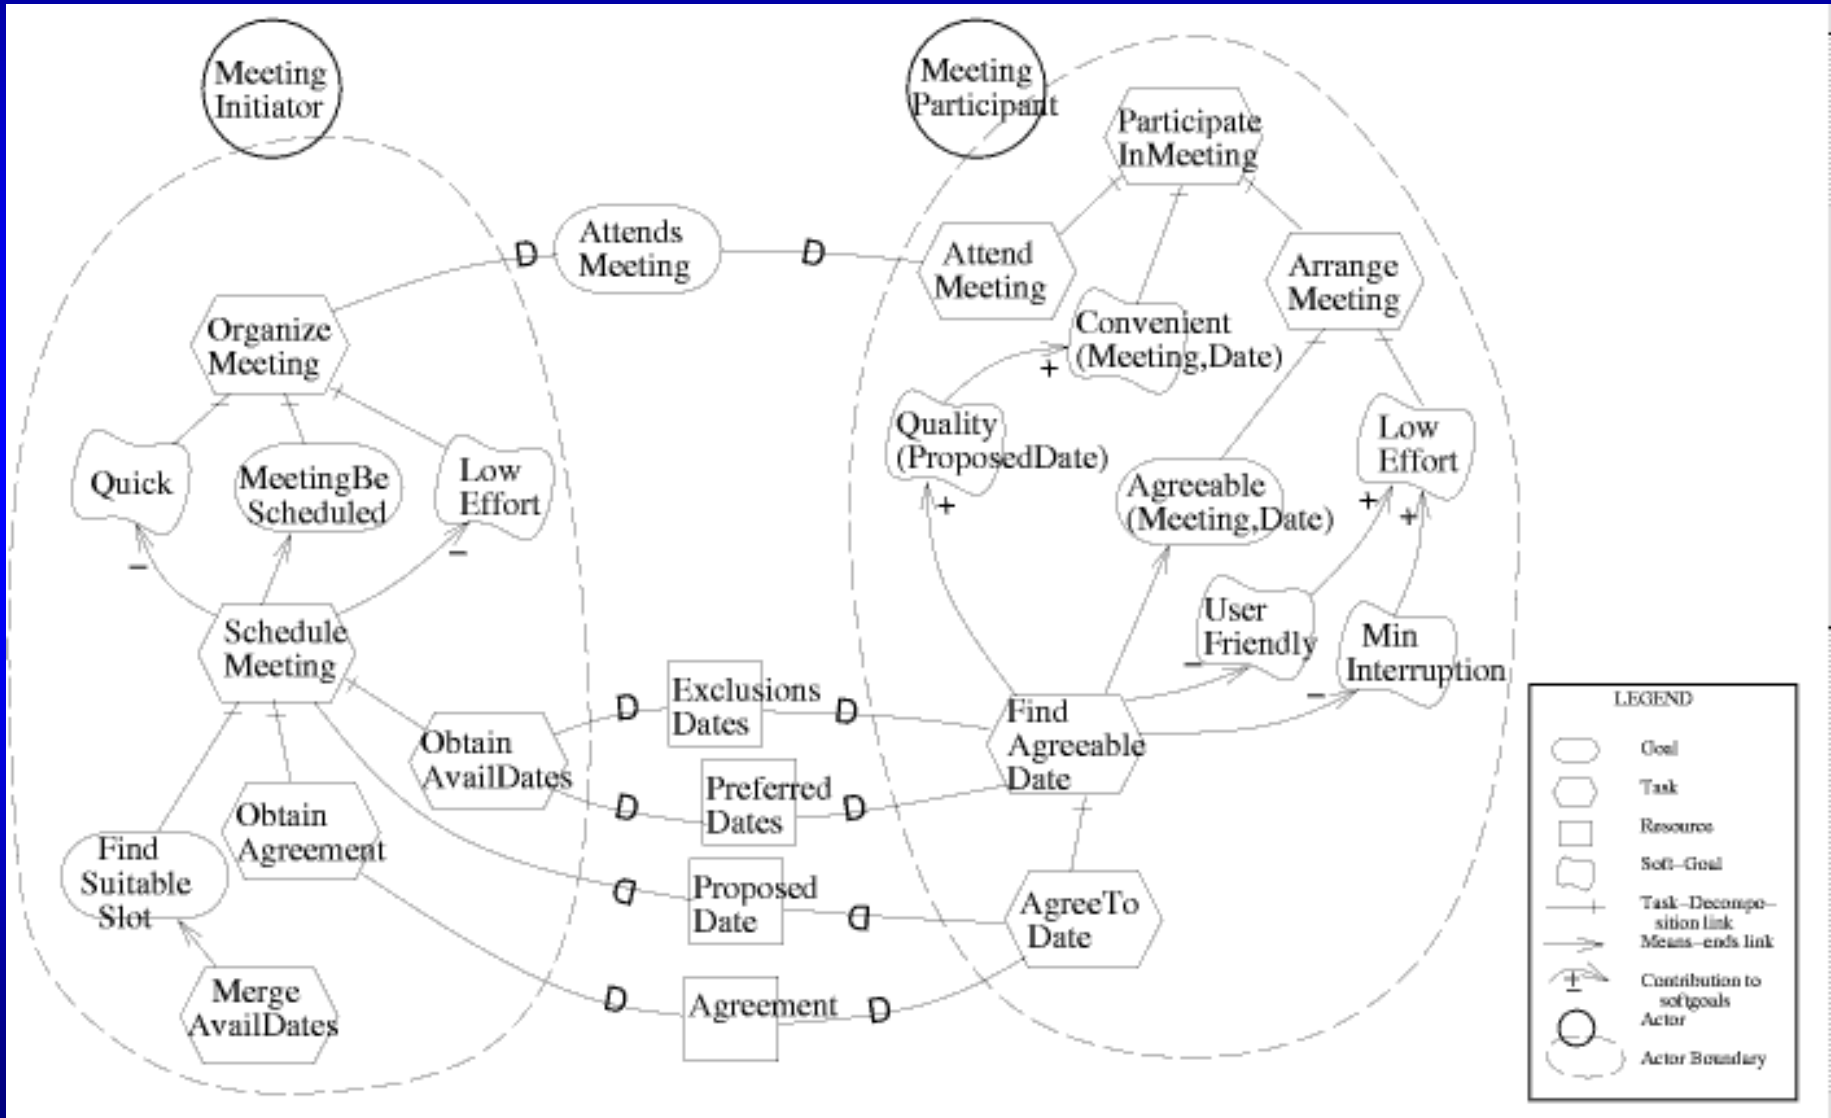 Meeting
Initiator
Meeting
Participant
Participate
InMeeting
Attends
Meeting
D
D
Attend
Meeting
Arrange
Meeting
Organize
Meeting
Convenient
(Meeting,Date)
+
Quality
(ProposedDate)
+
Low
Effort
+
+
Quick
MeetingBe
Scheduled
Low
Effort
Agreeable
(Meeting,Date)
–
–
Schedule
Meeting
User
Friendly
–
Min
Interruption
–
Exclusions
Dates
D
D
Obtain
AvailDates
Find
Agreeable
Date
Preferred
Dates
D
D
Obtain
Agreement
Find
Suitable
Slot
Proposed
Date
D
D
AgreeTo
Date
Merge
AvailDates
Agreement
D
D
LEGEND
Goal
Task
Resource
Soft–Goal
Task–Decompo–
sition link
Means–ends link
±
Contribution to
softgoals
Actor
Actor Boundary